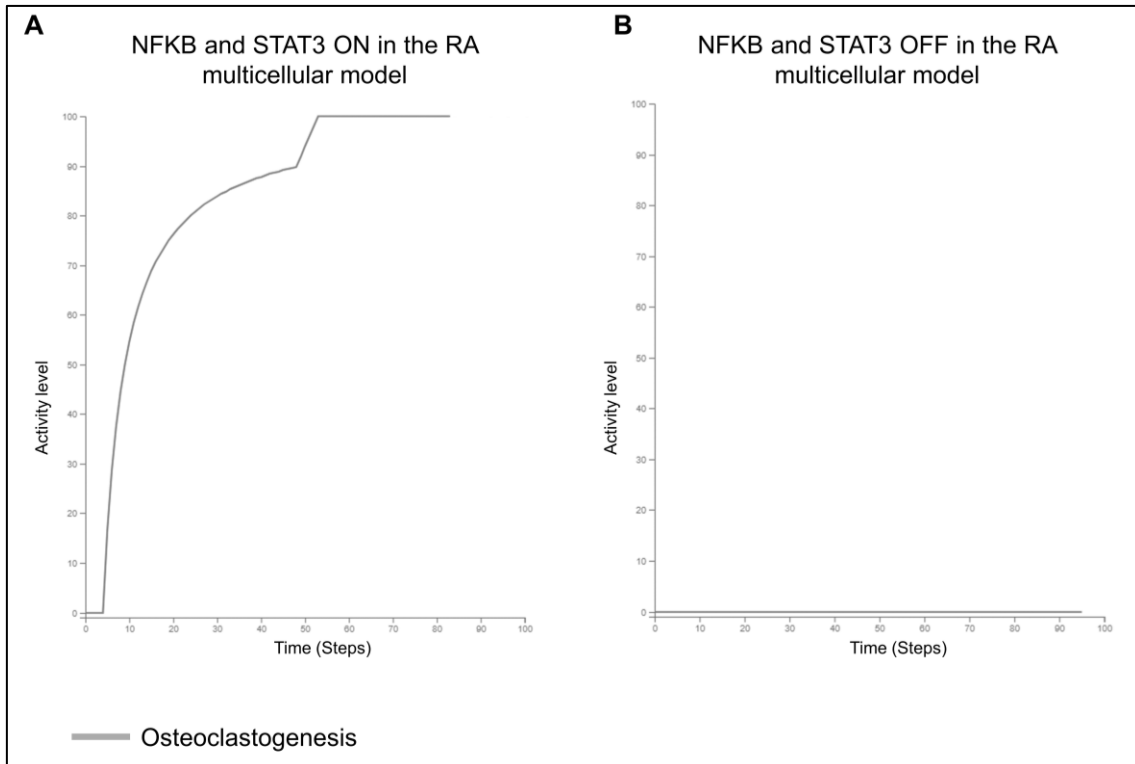 A
NFKB and STAT3 ON in the RA
multicellular model
100
90
80
70
60
50
40
30
20
10
0
Activity level
0 10 20 30 40 50 60 70 80 90 100
Time (Steps)
B
NFKB and STAT3 OFF in the RA
multicellular model
100
90
80
70
60
50
40
30
20
10
0
Activity level
0 10 20 30 40 50 60 70 80 90 100
Time (Steps)
Osteoclastogenesis